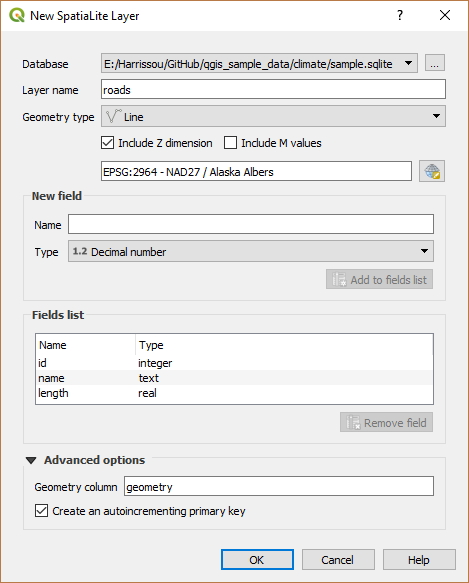 New SpatiaLite Layer ? ×
Database E:/Harrissou/GitHub/qgis_sample_data/climate/sample.sqlite ...
Layer name roads
Geometry type Line
Include Z dimension Include M values
EPSG:2964 - NAD27 / Alaska Albers
New field
Name
Type 1.2 Decimal number
Add to fields list
Fields list
Name Type
id integer
name text
length real
Remove field
Advanced options
Geometry column geometry
Create an autoincrementing primary key
OK Cancel Help